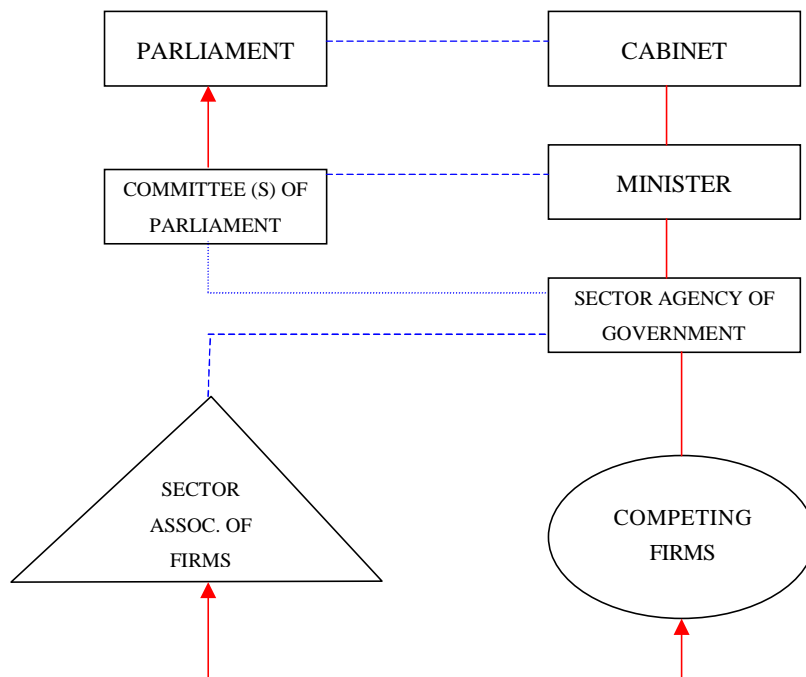 PARLIAMENT
CABINET
COMMITTEE (S) OF
PARLIAMENT
MINISTER
SECTOR AGENCY OF
GOVERNMENT
SECTOR
ASSOC. OF
FIRMS
COMPETING
FIRMS